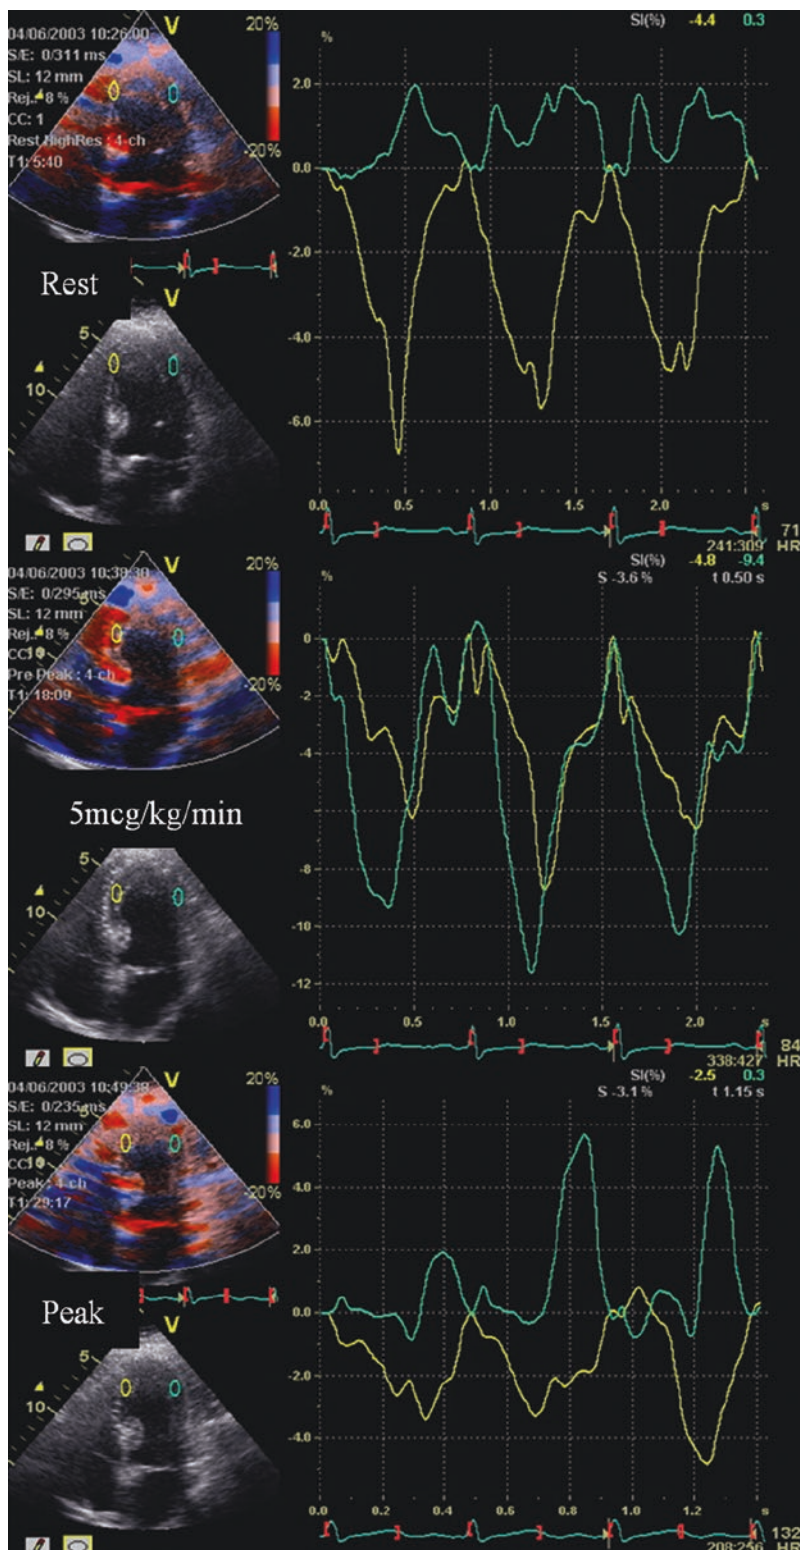 04/06/2003 10:26:00
S/E: 0/311 ms
SL: 12 mm
Rej.: 8 %
CC: 1
Rest HighRes : 4-ch
T1: 5:40
V
20%
-20%
Rest
V
5
10
SI(%) -4.4 0.3
%
2.0
0.0
-2.0
-4.0
-6.0
0.0 0.5 1.0 1.5 2.0 s
71
241:309 HR
04/06/2003 10:38:30
S/E: 0/295 ms
SL: 12 mm
Rej.: 8 %
Pre Peak : 4-ch
T1: 18:09
V
5
10
20%
-20%
5mcg/kg/min
5
10
SI(%) -4.8 -9.4
S -3.6 % t 0.50 s
%
0
-2
-4
-6
-8
-10
-12
0.0 0.5 1.0 1.5 2.0 s
84
338:427 HR
04/06/2003 10:49:38
S/E: 0/235 ms
SL: 12 mm
Rej.: 8 %
Peak : 4-ch
T1: 29:17
V
5
20%
-20%
Peak
V
5
10
SI(%) -2.5 0.3
S -3.1 % t 1.15 s
%
6.0
4.0
2.0
0.0
-2.0
-4.0
0.0 0.2 0.4 0.6 0.8 1.0 1.2 s
132
208:256 HR